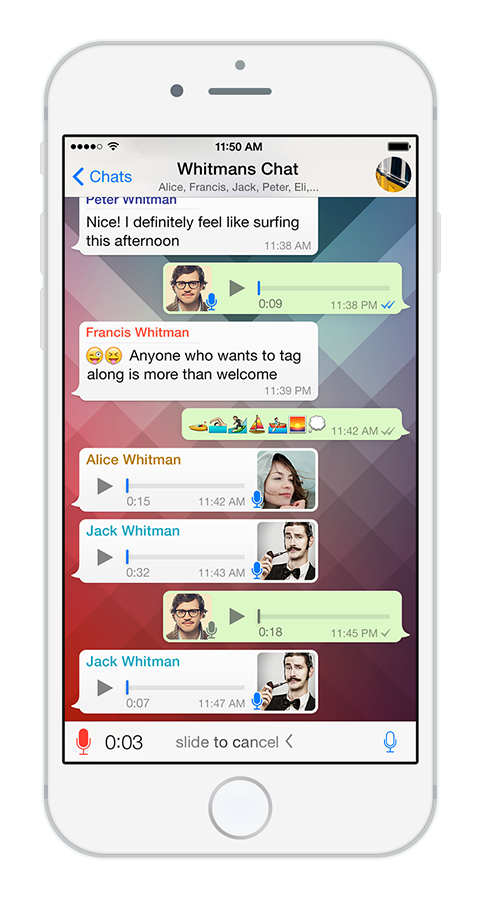 11:50 AM
Chats
Whitmans Chat
Alice, Francis, Jack, Peter, Eli,...
Peter Whitman
Nice! I definitely feel like surfing
this afternoon
11:38 AM
0:09
11:38 PM
Francis Whitman
😜😝 Anyone who wants to tag
along is more than welcome
11:39 PM
11:42 AM
Alice Whitman
0:15
11:42 AM
Jack Whitman
0:32
11:43 AM
0:18
11:45 PM
Jack Whitman
0:07
11:47 AM
0:03
slide to cancel